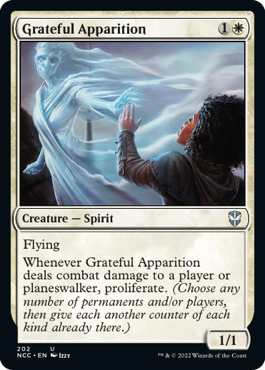 Grateful Apparition 1
Creature — Spirit
Flying
Whenever Grateful Apparition
deals combat damage to a player or
planeswalker, proliferate. (Choose any
number of permanents and/or players,
then give each another counter of each
kind already there.)
1/1
202 U
NCC • EN Izzy
™ & © 2022 Wizards of the Coast